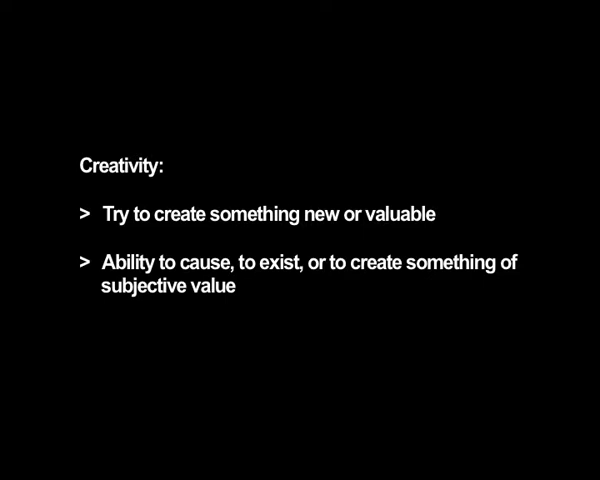 Creativity:
> Try to create something new or valuable
> Ability to cause, to exist, or to create something of
subjective value